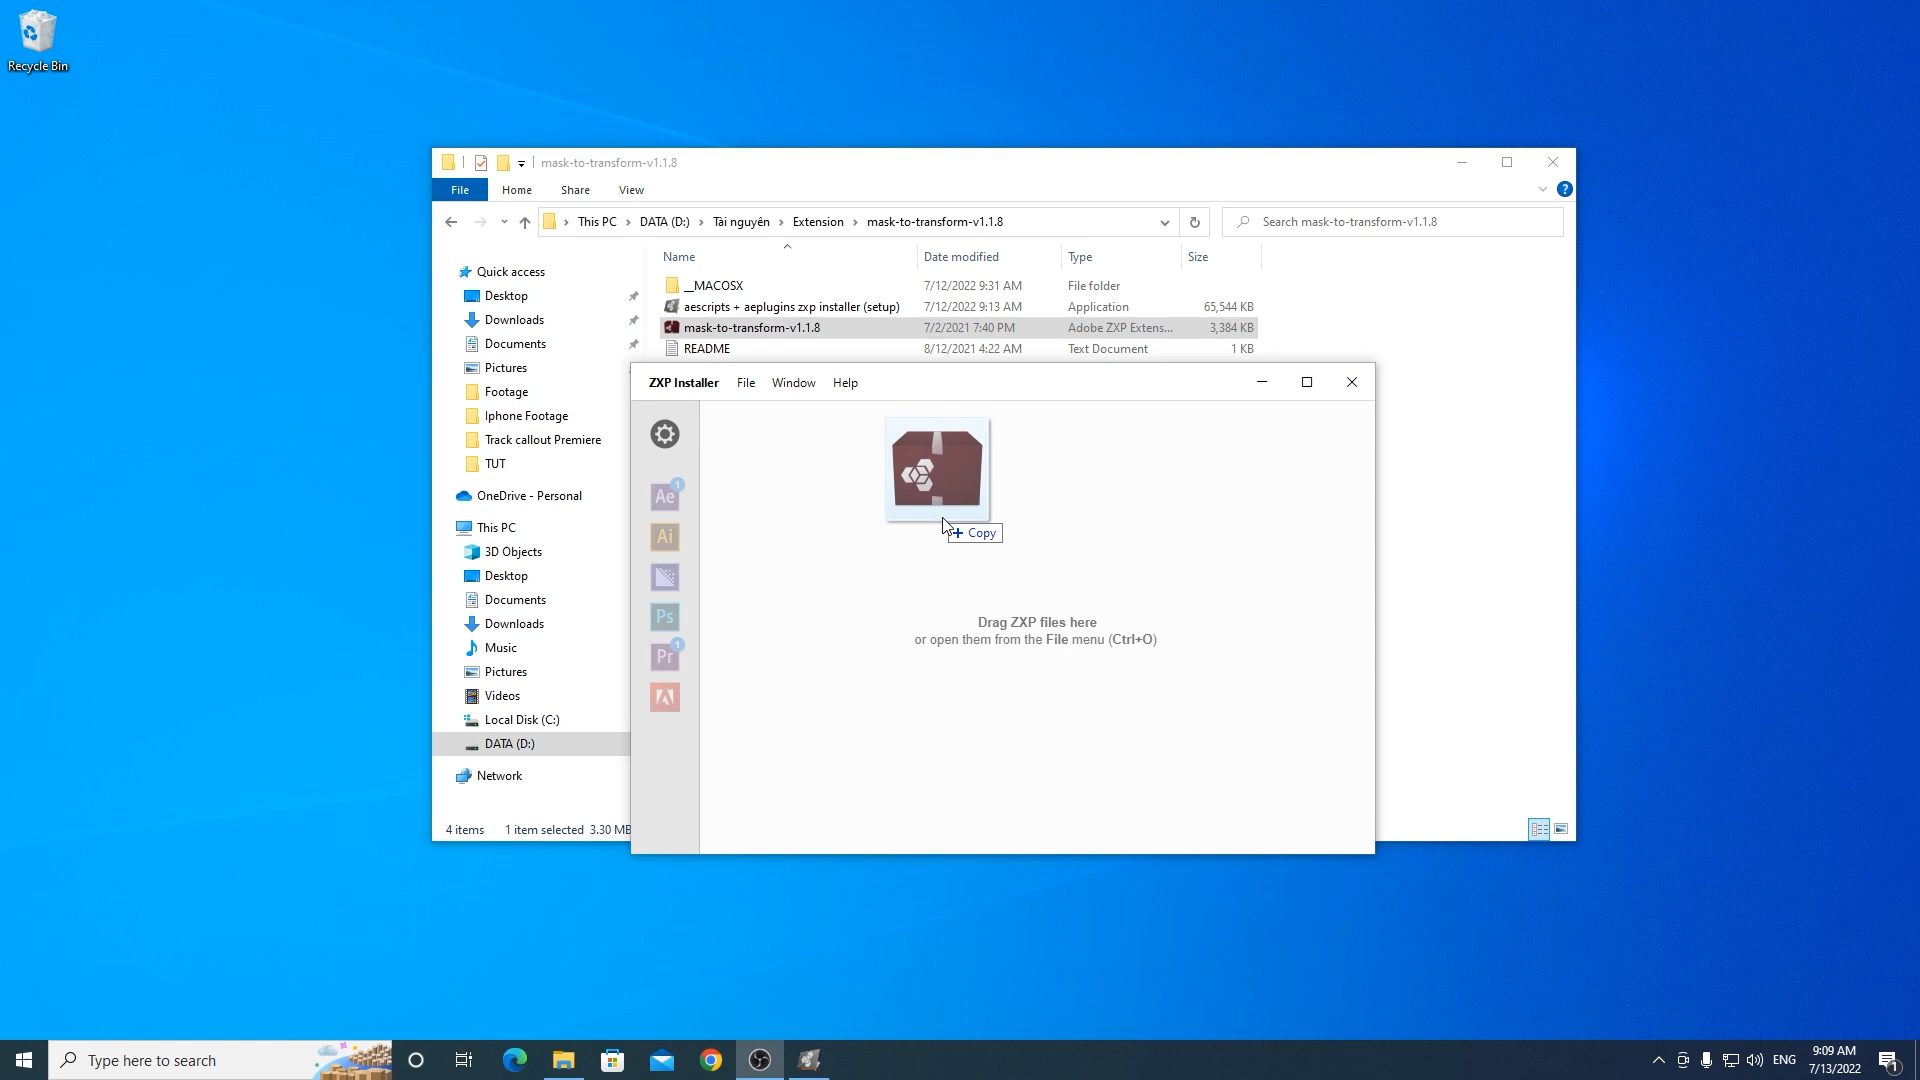 Recycle Bin
mask-to-transform-v1.1.8
File Home Share View
This PC DATA (D:) Tài nguyên Extension mask-to-transform-v1.1.8
Search mask-to-transform-v1.1.8
Name Date modified Type Size
__MACOSX 7/12/2022 9:31 AM File folder
aescripts + aeplugins zxp installer (setup) 7/12/2022 9:13 AM Application 65,544 KB
mask-to-transform-v1.1.8 7/2/2021 7:40 PM Adobe ZXP Extens... 3,384 KB
README 8/12/2021 4:22 AM Text Document 1 KB
Quick access
Desktop
Downloads
Documents
Pictures
Footage
Iphone Footage
Track callout Premiere
TUT
OneDrive - Personal
This PC
3D Objects
Desktop
Documents
Downloads
Music
Pictures
Videos
Local Disk (C:)
DATA (D:)
Network
4 items 1 item selected 3.30 MB
ZXP Installer File Window Help
Ae 1
Ai
Ps
Pr 1
+ Copy
Drag ZXP files here
or open them from the File menu (Ctrl+O)
Type here to search
ENG
9:09 AM
7/13/2022
1